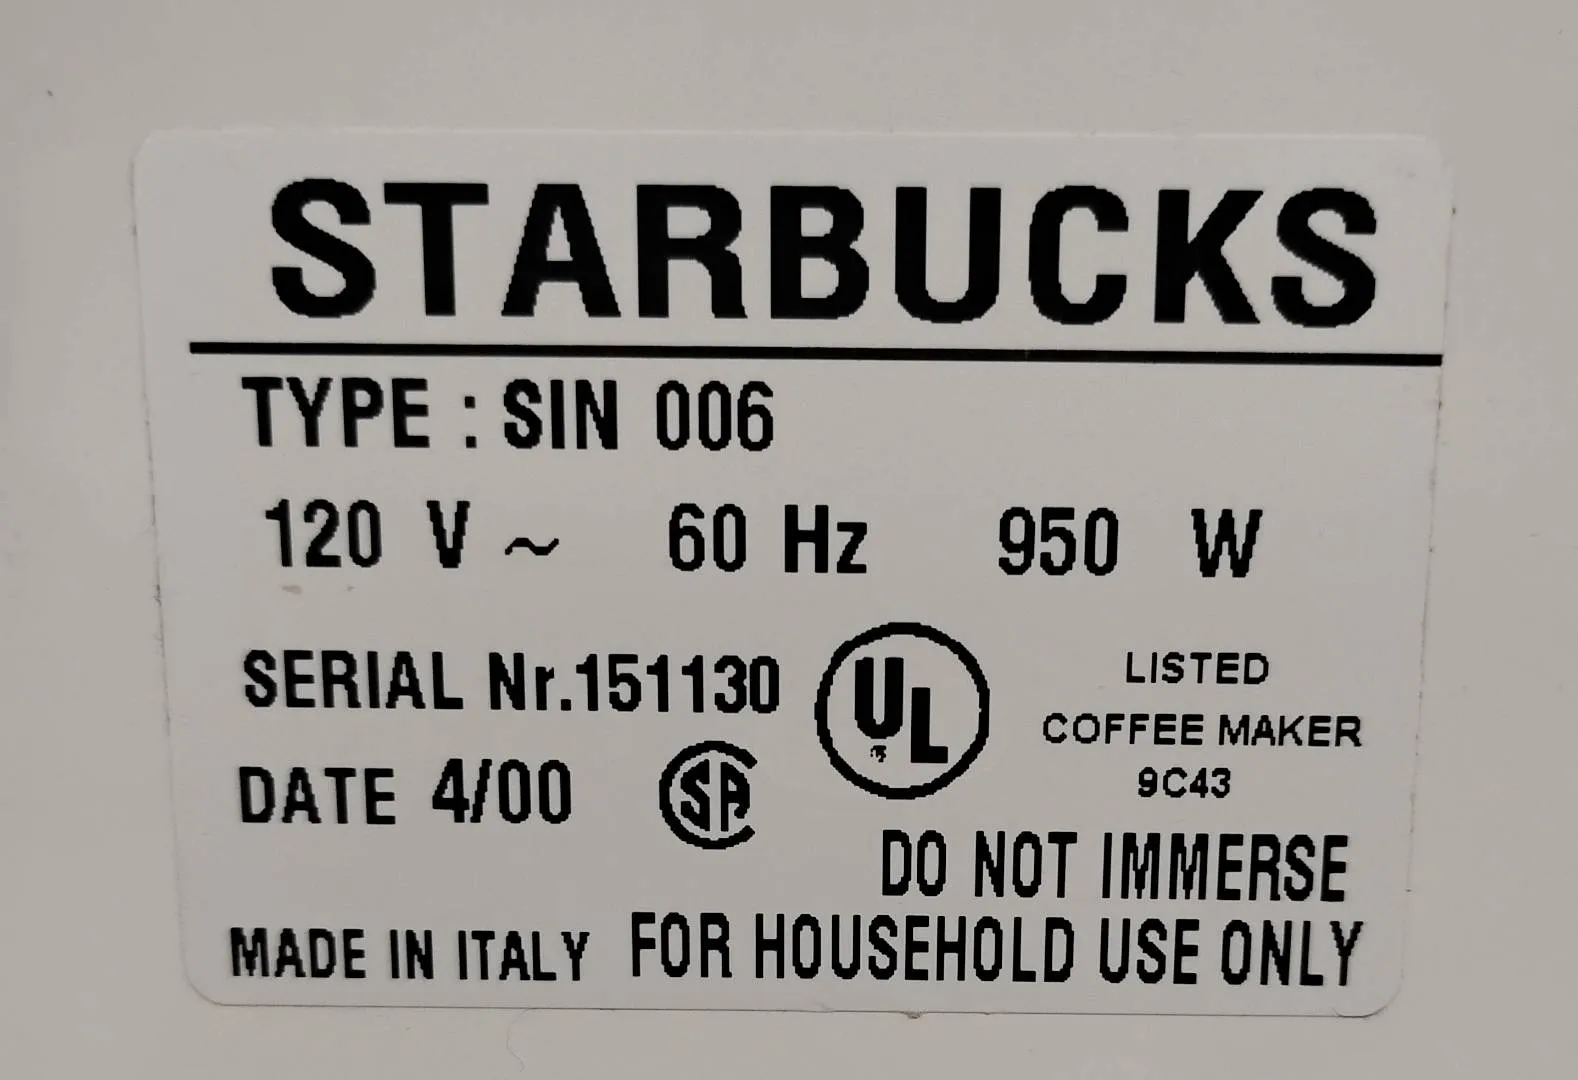 STARBUCKS
TYPE : SIN 006
120 V ~ 60 Hz 950 W
SERIAL Nr.151130
UL
LISTED
COFFEE MAKER
9C43
DATE 4/00
SA
DO NOT IMMERSE
MADE IN ITALY FOR HOUSEHOLD USE ONLY